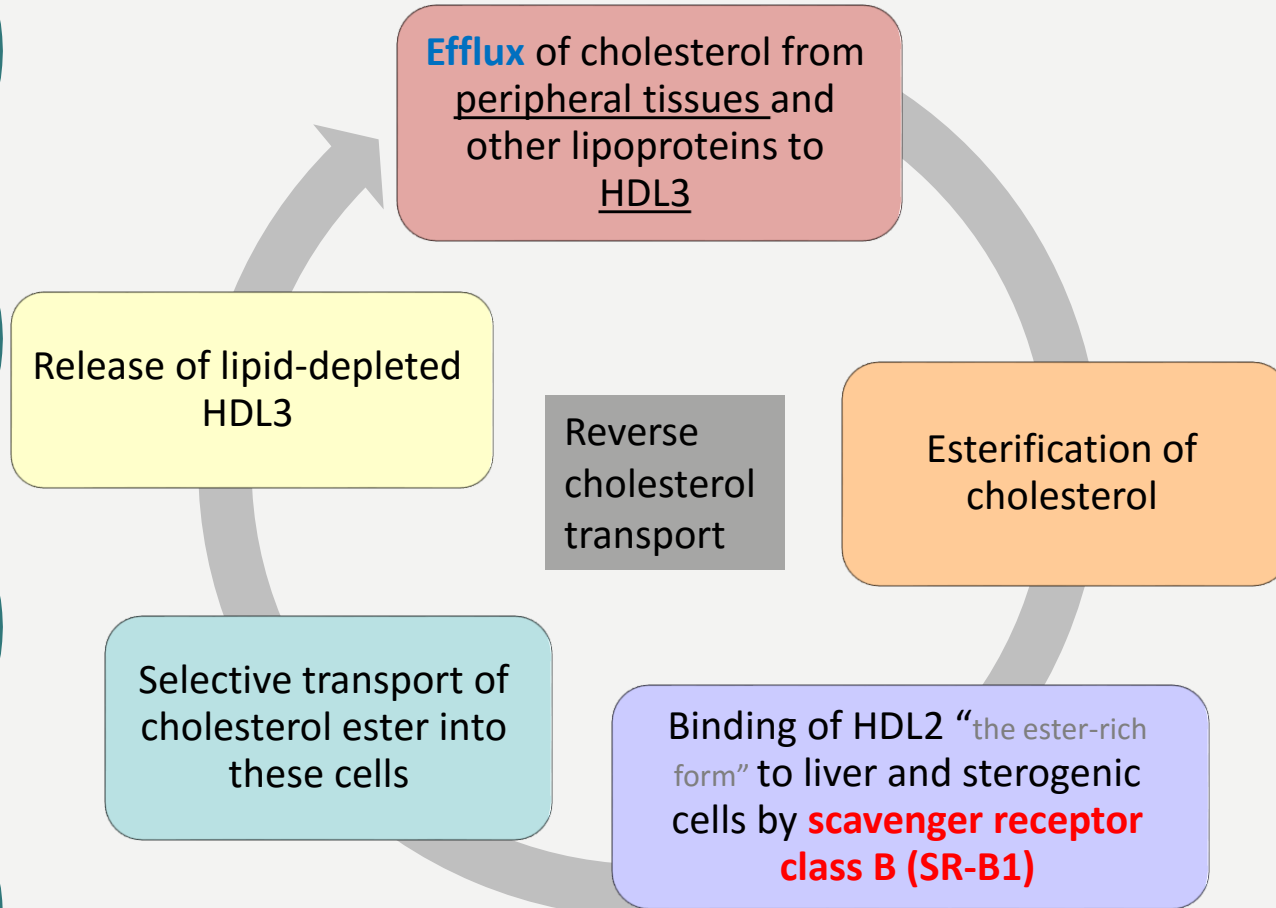 Efflux of cholesterol from
peripheral tissues and
other lipoproteins to
HDL3
Esterification of
cholesterol
Binding of HDL2 “the ester-rich
form” to liver and sterogenic
cells by scavenger receptor
class B (SR-B1)
Selective transport of
cholesterol ester into
these cells
Release of lipid-depleted
HDL3
Reverse
cholesterol
transport